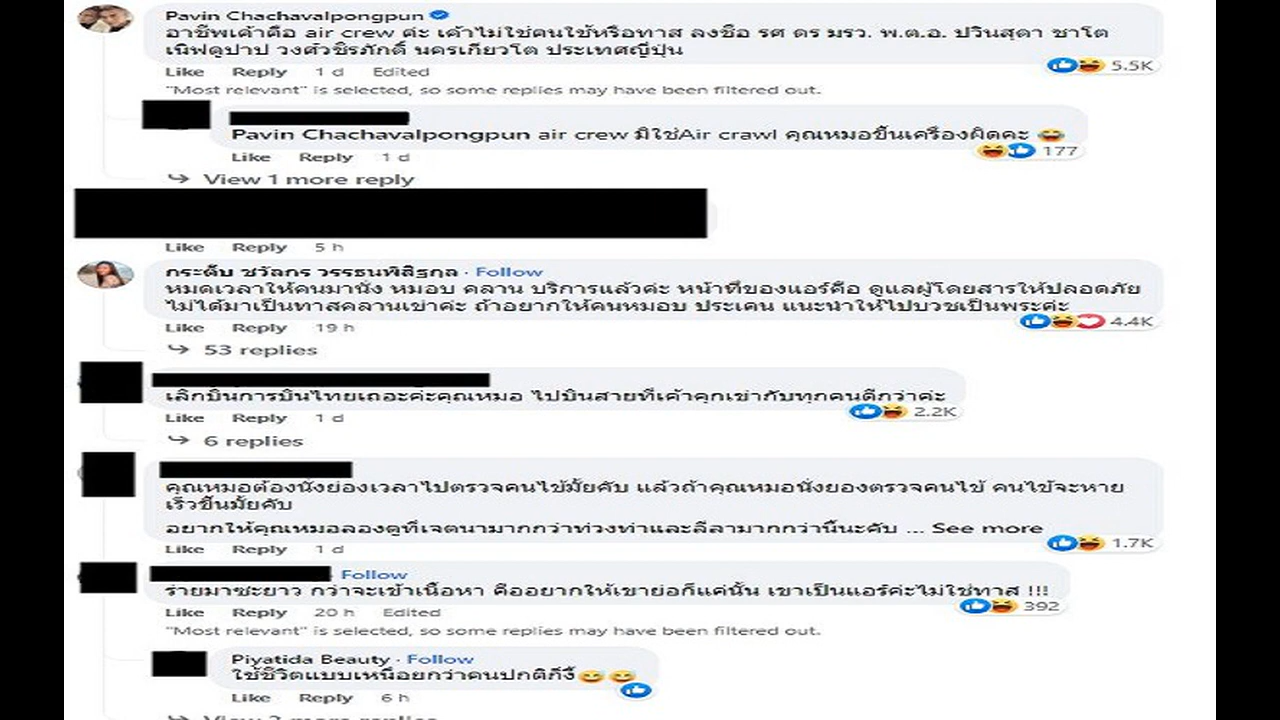 Pavin Chachavalpongpun
อาชีพเค้าคือ air crew ค่ะ เค้าไม่ใช่คนใช้หรือทาส ลงชื่อ รศ ดร มรว. พ.ต.อ. ปวินสุดา ชาโต
เนิฟดูปาป วงศ์วชิรภักดิ์ นครเกียวโต ประเทศญี่ปุ่น
Like Reply 1 d Edited
5.5K
"Most relevant" is selected, so some replies may have been filtered out.
Pavin Chachavalpongpun air crew มิใช่Air crawl คุณหมอขึ้นเครื่องผิดคะ 😂
Like Reply 1 d
177
View 1 more reply
Like Reply 5 h
กระติ๊บ ชวัลกร วรรธนพิสิฐกุล · Follow
หมดเวลาให้คนมานั่ง หมอบ คลาน บริการแล้วค่ะ หน้าที่ของแอร์คือ ดูแลผู้โดยสารให้ปลอดภัย
ไม่ได้มาเป็นทาสคลานเข่าค่ะ ถ้าอยากให้คนหมอบ ประเคน แนะนำให้ไปบวชเป็นพระค่ะ
Like Reply 19 h
4.4K
53 replies
เลิกบินการบินไทยเถอะค่ะคุณหมอ ไปบินสายที่เค้าคุกเข่ากับทุกคนดีกว่าค่ะ
Like Reply 1 d
2.2K
6 replies
คุณหมอต้องนั่งย่องเวลาไปตรวจคนไข้มั้ยคับ แล้วถ้าคุณหมอนั่งยองตรวจคนไข้ คนไข้จะหาย
เร็วขึ้นมั้ยคับ
อยากให้คุณหมอลองดูที่เจตนามากกว่าท่วงท่าและลีลามากกว่านี้นะคับ ... See more
Like Reply 1 d
1.7K
Follow
ร่ายมาซะยาว กว่าจะเข้าเนื้อหา คืออยากให้เขาย่อก็แค่นั้น เขาเป็นแอร์ค่ะไม่ใช่ทาส !!!
Like Reply 20 h Edited
392
"Most relevant" is selected, so some replies may have been filtered out.
Piyatida Beauty · Follow
ใช้ชีวิตแบบเหนือยกว่าคนปกติก็งี้😅 😅
Like Reply 6 h
View 2 more replies